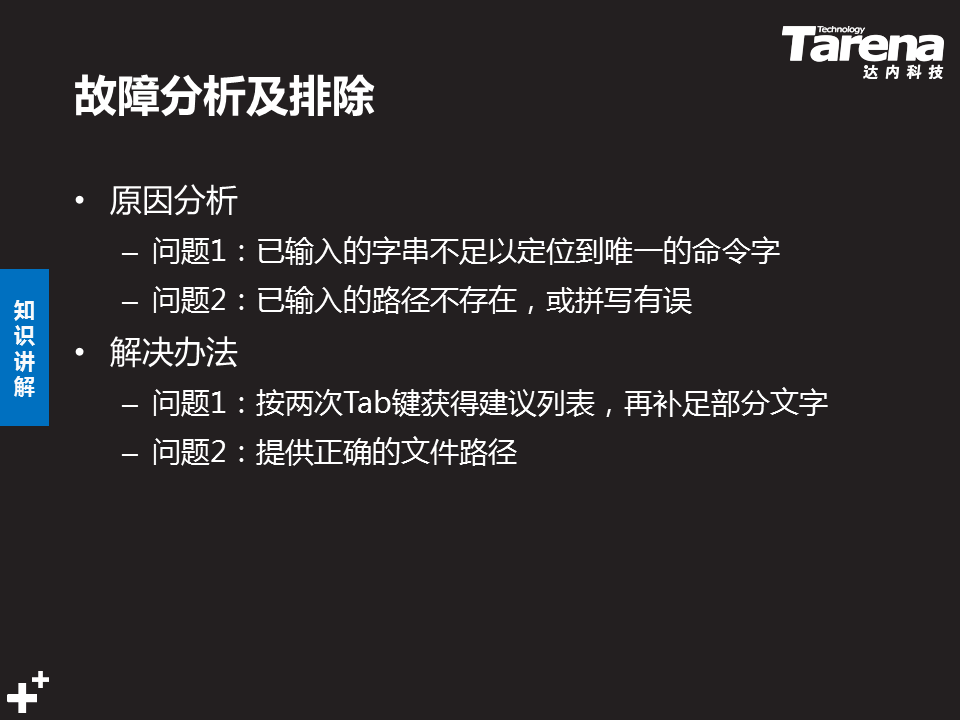 Technology
Tarena
达内科技
故障分析及排除
• 原因分析
– 问题1：已输入的字串不足以定位到唯一的命令字
– 问题2：已输入的路径不存在，或拼写有误
• 解决办法
– 问题1：按两次Tab键获得建议列表，再补足部分文字
– 问题2：提供正确的文件路径
知识讲解